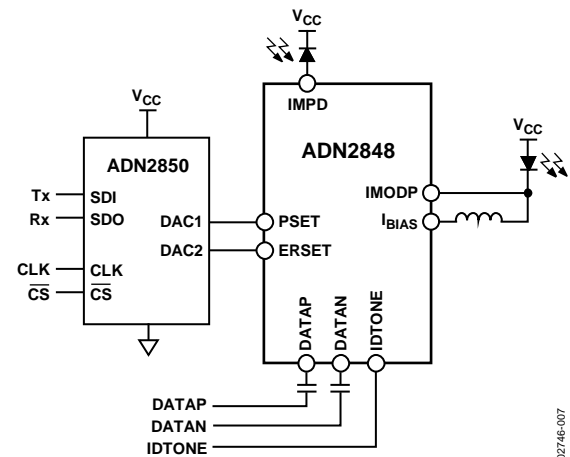 VCC
IMPD
VCC
ADN2850
ADN2848
VCC
Tx
SDI
Rx
SDO
DAC1
PSET
IMODP
DAC2
ERSET
IBIAS
CLK
CLK
CS
CS
DATAP
DATAN
IDTONE
DATAP
DATAN
IDTONE
02746-007